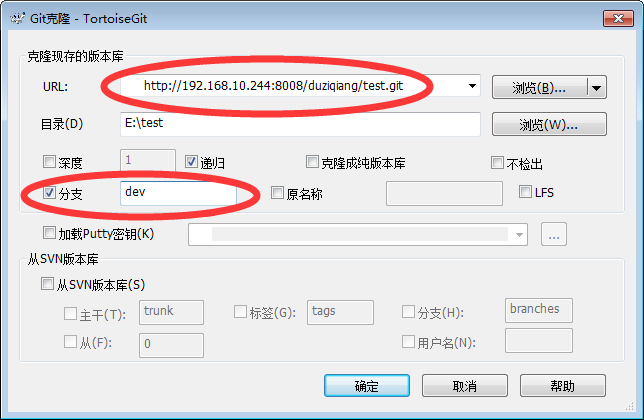 Git克隆 - TortoiseGit
克隆现存的版本库
URL: http://192.168.10.244:8008/duziqiang/test.git 浏览(B)...
目录(D) E:\test 浏览(W)...
深度 1 递归 克隆成纯版本库 不检出
分支 dev 原名称 LFS
加载Putty密钥(K) ...
从SVN版本库
从SVN版本库(S)
主干(T): trunk 标签(G): tags 分支(H): branches
从(F): 0 用户名(N):
确定 取消 帮助